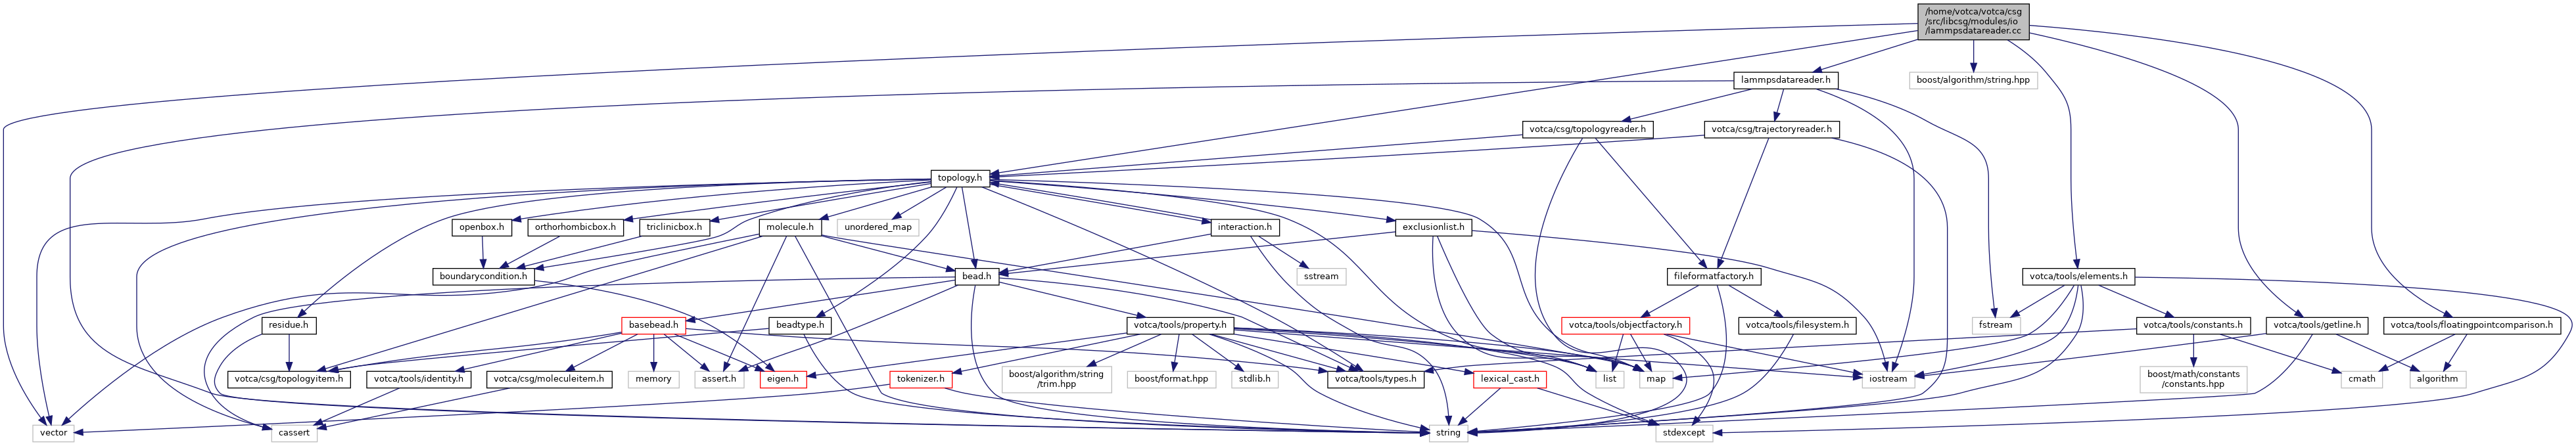 /home/votca/votca/csg
/src/libcsg/modules/io
/lammpsdatareader.cc
lammpsdatareader.h
boost/algorithm/string.hpp
votca/csg/topologyreader.h
votca/csg/trajectoryreader.h
topology.h
openbox.h
orthorhombicbox.h
triclinicbox.h
molecule.h
unordered_map
interaction.h
exclusionlist.h
boundarycondition.h
bead.h
sstream
fileformatfactory.h
votca/tools/elements.h
residue.h
basebead.h
beadtype.h
votca/tools/property.h
votca/tools/objectfactory.h
votca/tools/filesystem.h
fstream
votca/tools/constants.h
votca/tools/getline.h
votca/tools/floatingpointcomparison.h
votca/csg/topologyitem.h
votca/tools/identity.h
votca/csg/moleculeitem.h
memory
assert.h
eigen.h
tokenizer.h
boost/algorithm/string
/trim.hpp
boost/format.hpp
stdlib.h
votca/tools/types.h
lexical_cast.h
list
map
iostream
boost/math/constants
/constants.hpp
cmath
algorithm
vector
cassert
string
stdexcept